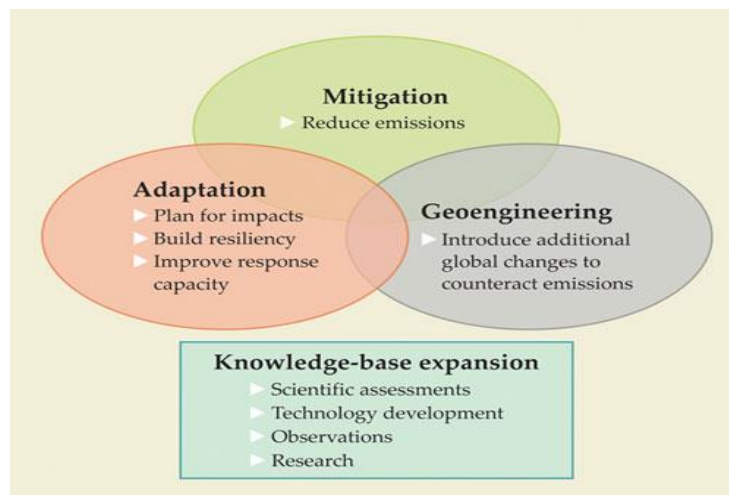 Mitigation
Reduce emissions
Adaptation
Plan for impacts
Build resiliency
Improve response
capacity
Geoengineering
Introduce additional
global changes to
counteract emissions
Knowledge-base expansion
Scientific assessments
Technology development
Observations
Research